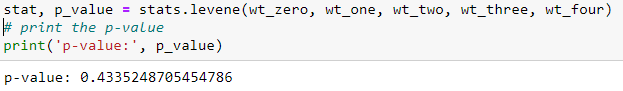 stat, p_value = stats.levene(wt_zero, wt_one, wt_two, wt_three, wt_four)
# print the p-value
print('p-value:', p_value)
p-value: 0.4335248705454786